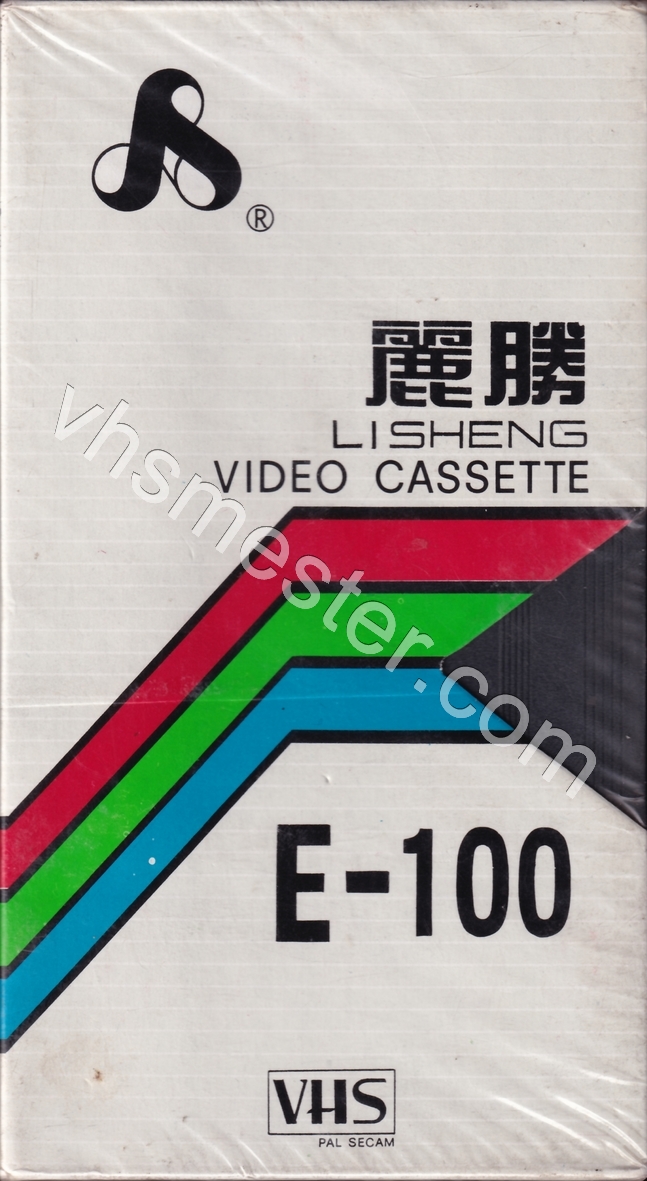 ®
麗勝
LISHENG
VIDEO CASSETTE
vhsmester.com
E-100
VHS
PAL SECAM